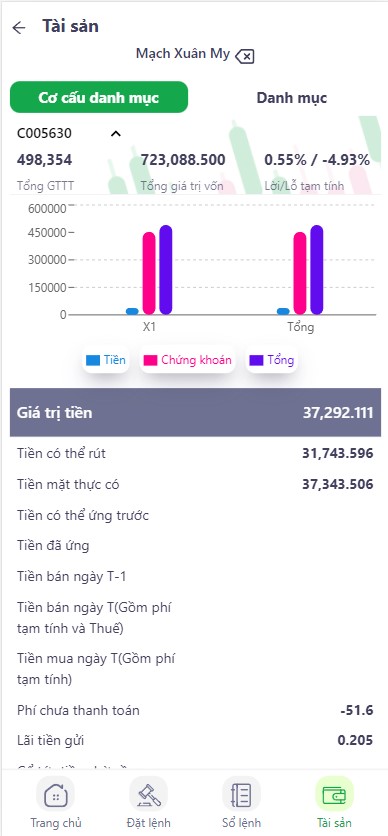 Tài sản
Mạch Xuân My
Cơ cấu danh mục Danh mục
C005630
498,354 723,088.500 0.55% / -4.93%
Tổng GTTT Tổng giá trị vốn Lời/Lỗ tạm tính
600000
450000
300000
150000
0
X1 Tổng
Tiền Chứng khoán Tổng
Giá trị tiền 37,292.111
Tiền có thể rút 31,743.596
Tiền mặt thực có 37,343.506
Tiền có thể ứng trước
Tiền đã ứng
Tiền bán ngày T-1
Tiền bán ngày T(Gồm phí
tạm tính và Thuế)
Tiền mua ngày T(Gồm phí
tạm tính)
Phí chưa thanh toán -51.6
Lãi tiền gửi 0.205
Trang chủ Đặt lệnh Sổ lệnh Tài sản